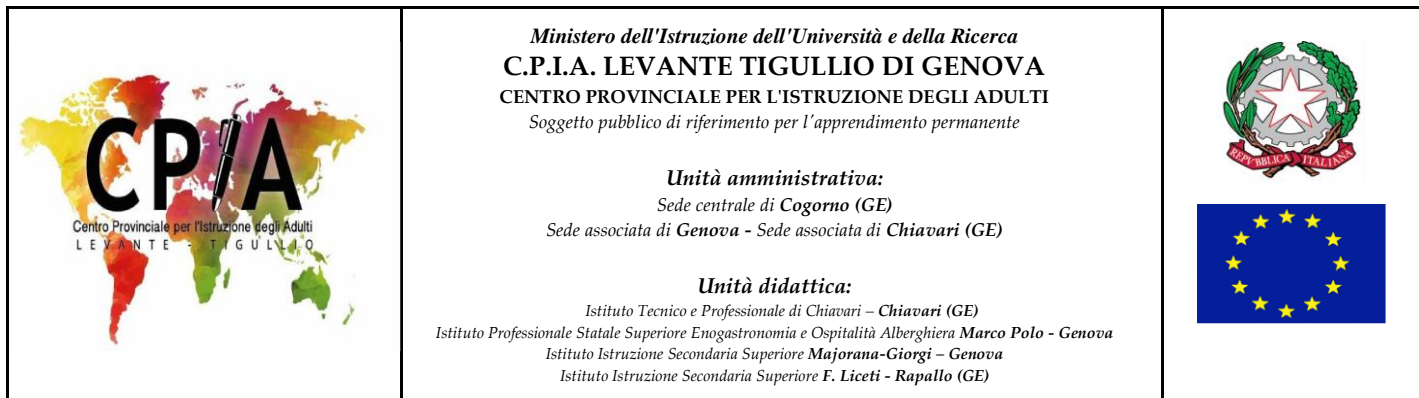 CPIA
Centro Provinciale per l'Istruzione degli Adulti
LEVANTE - TIGULLIO
Ministero dell'Istruzione dell'Università e della Ricerca
C.P.I.A. LEVANTE TIGULLIO DI GENOVA
CENTRO PROVINCIALE PER L'ISTRUZIONE DEGLI ADULTI
Soggetto pubblico di riferimento per l'apprendimento permanente
Unità amministrativa:
Sede centrale di Cogorno (GE)
Sede associata di Genova - Sede associata di Chiavari (GE)
Unità didattica:
Istituto Tecnico e Professionale di Chiavari – Chiavari (GE)
Istituto Professionale Statale Superiore Enogastronomia e Ospitalità Alberghiera Marco Polo - Genova
Istituto Istruzione Secondaria Superiore Majorana-Giorgi – Genova
Istituto Istruzione Secondaria Superiore F. Liceti - Rapallo (GE)
REPVBBLICA ITALIANA